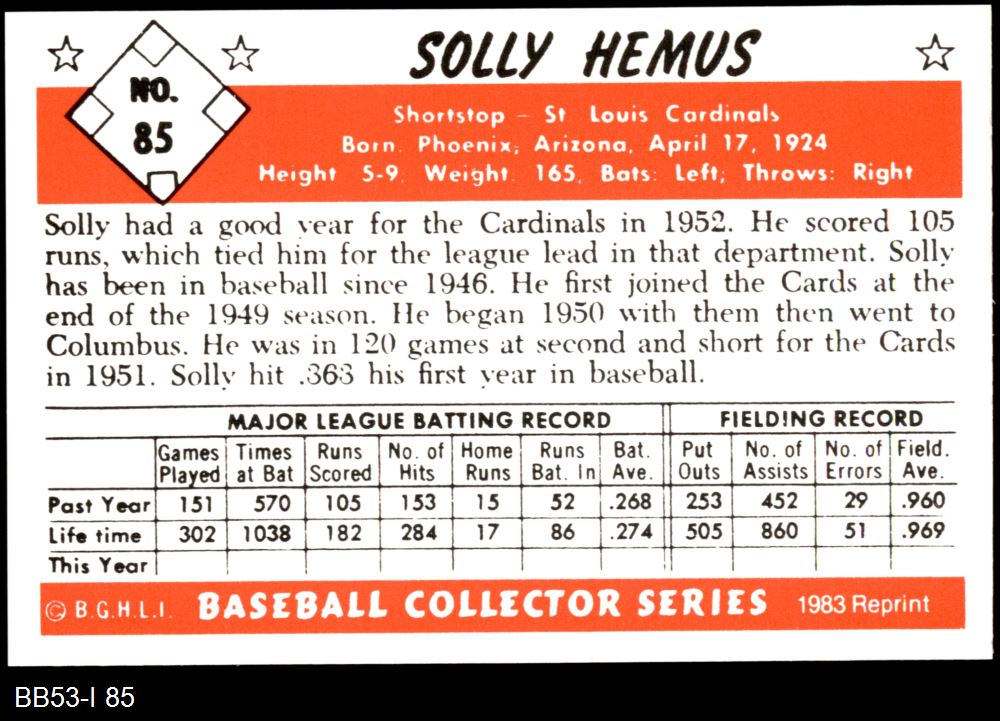 SOLLY HEMUS
NO.
85
Shortstop - St Louis Cardinals
Born. Phoenix, Arizona, April 17, 1924
Height 5-9. Weight 165, Bats: Left, Throws: Right
Solly had a good year for the Cardinals in 1952. He scored 105
runs, which tied him for the league lead in that department. Solly
has been in baseball since 1946. He first joined the Cards at the
end of the 1949 season. He began 1950 with them then went to
Columbus. He was in 120 games at second and short for the Cards
in 1951. Solly hit .363 his first year in baseball.
MAJOR LEAGUE BATTING RECORD FIELDING RECORD
Games Times Runs No. of Home Runs Bat. Put No. of No. of Field.
Played at Bat Scored Hits Runs Bat. In Ave. Outs Assists Errors Ave.
Past Year 151 570 105 153 15 52 .268 253 452 29 .960
Life time 302 1038 182 284 17 86 .274 505 860 51 .969
This Year
© B.G.H.L.I. BASEBALL COLLECTOR SERIES 1983 Reprint
BB53-I 85